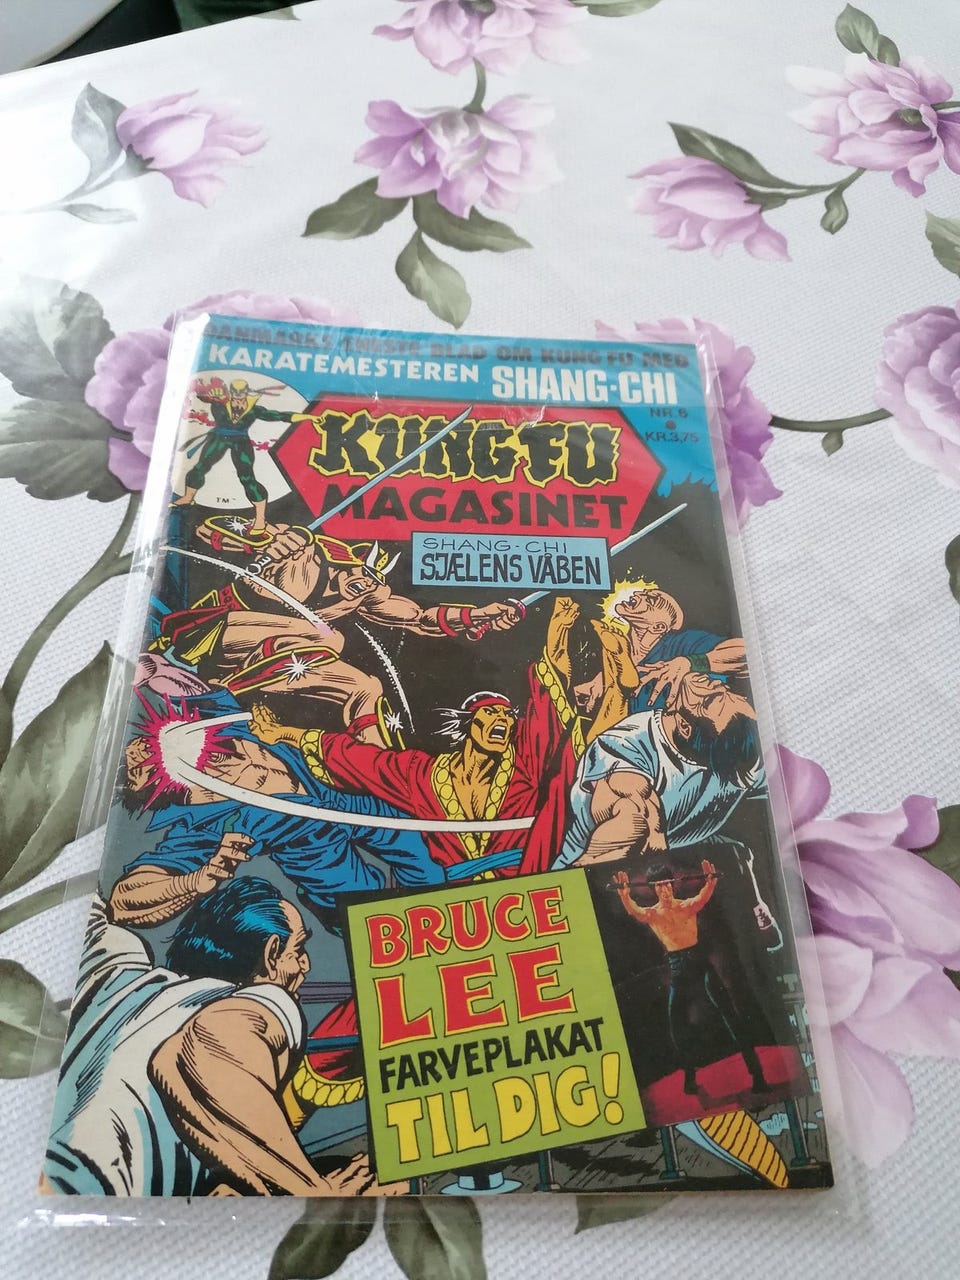 DANMARKS ENESTE BLAD OM KUNG FU MED
KARATEMESTEREN SHANG-CHI
NR. 6
KR. 3,75
KUNG FU
MAGASINET
TM
SHANG-CHI
SJÆLENS VÅBEN
BRUCE
LEE
FARVEPLAKAT
TIL DIG!